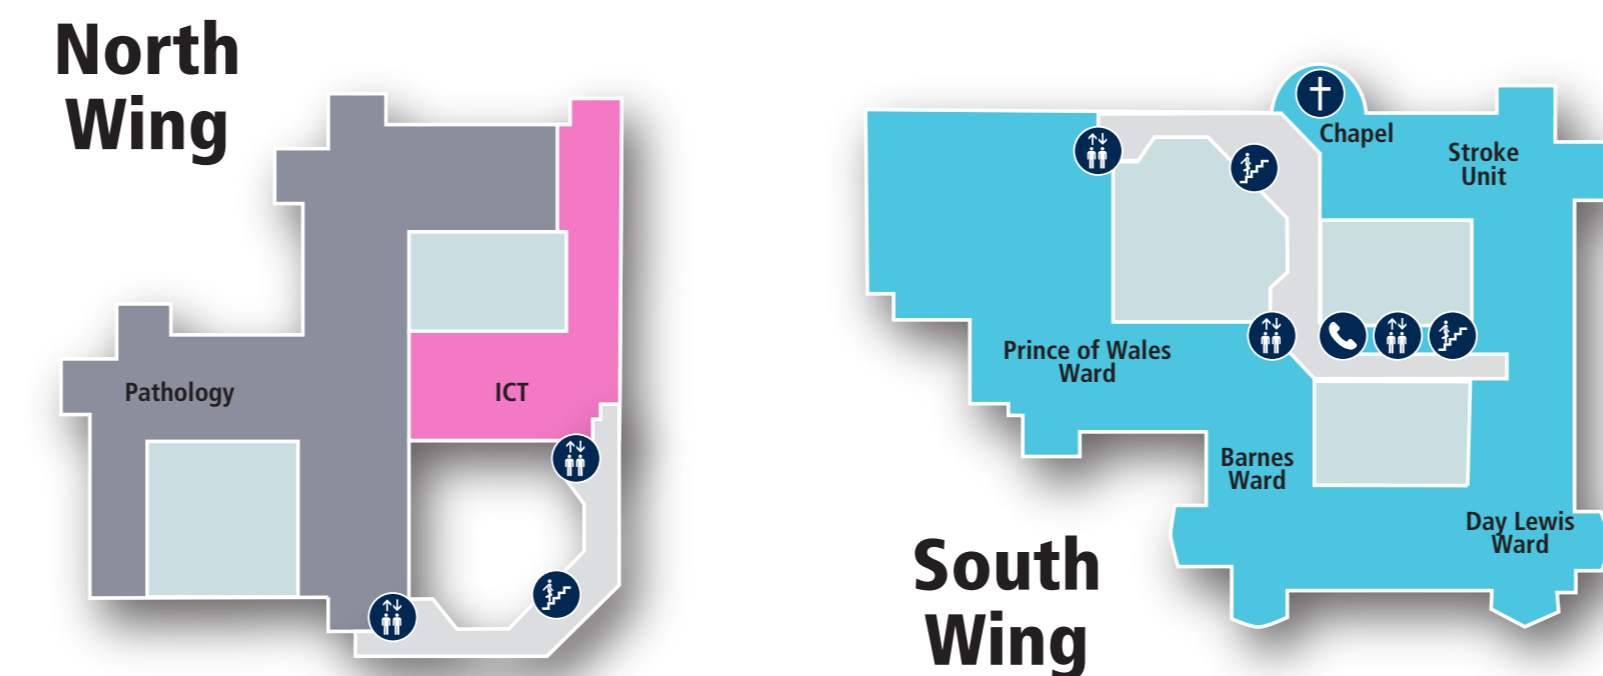 North
Wing
Pathology
ICT
Chapel
Stroke
Unit
Prince of Wales
Ward
Barnes
Ward
Day Lewis
Ward
South
Wing